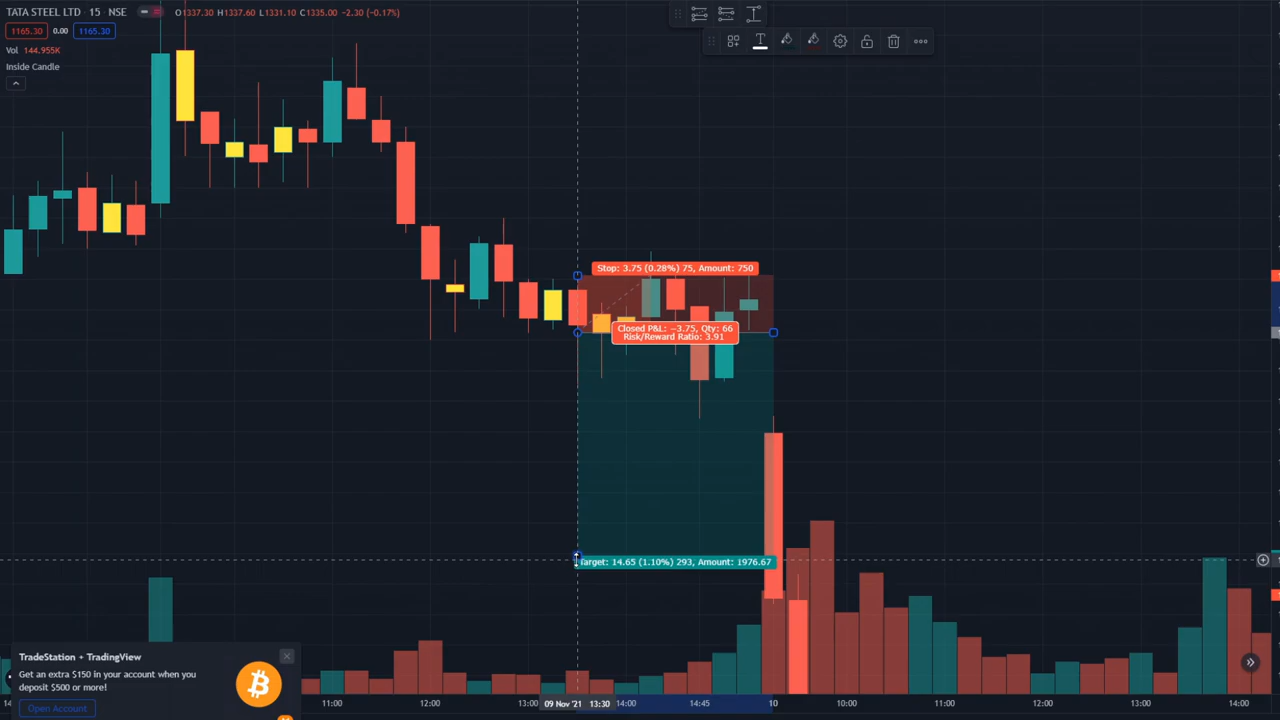 TATA STEEL LTD · 15 · NSE
O1337.30 H1337.60 L1331.10 C1335.00 -2.30 (-0.17%)
1165.30 0.00 1165.30
Vol 144.955K
Inside Candle
Stop: 3.75 (0.28%) 75, Amount: 750
Closed P&L: −3.75, Qty: 66
Risk/Reward Ratio: 3.91
Target: 14.65 (1.10%) 293, Amount: 1976.67
TradeStation + TradingView
Get an extra $150 in your account when you
deposit $500 or more!
Open Account
11:00 12:00 13:00 09 Nov '21 13:30 14:00 14:45 10 10:00 11:00 12:00 13:00 14:00